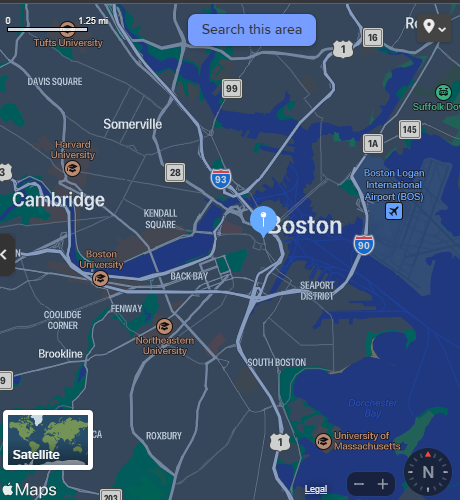 0
1.25 mi
Search this area
Tufts University
1
16
DAVIS SQUARE
99
Suffolk Dow
Somerville
145
1A
Harvard
University
28
93
3
Boston Logan
International
Airport (BOS)
Cambridge
KENDALL
SQUARE
Boston
90
Boston
University
BACK BAY
SEAPORT
DISTRICT
FENWAY
COOLIDGE
CORNER
Northeastern
University
Brookline
SOUTH BOSTON
9
Dorchester
Bay
Satellite
CA
ROXBURY
1
University of
Massachusetts
N
Maps
203
Legal